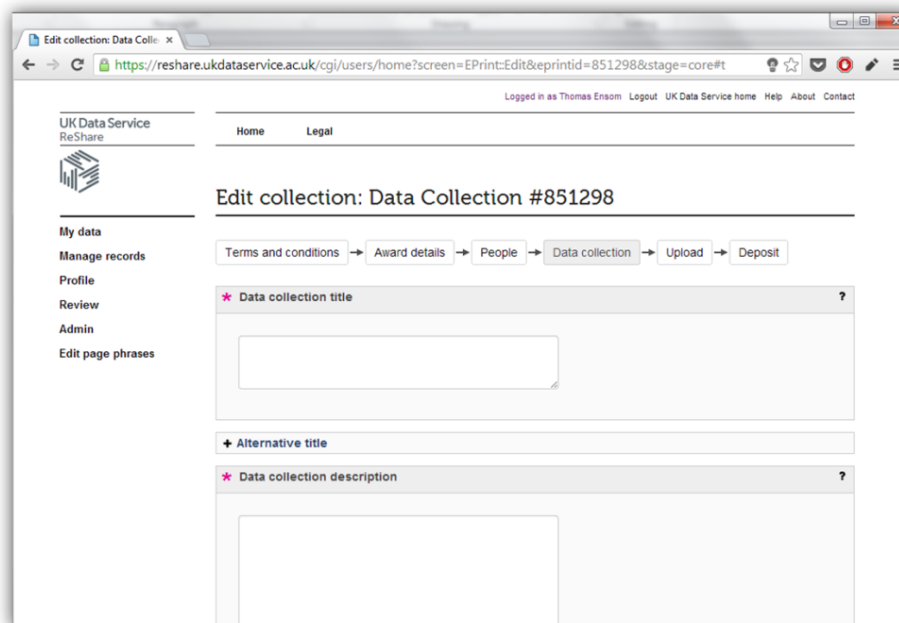 Edit collection: Data Colle
https://reshare.ukdataservice.ac.uk/cgi/users/home?screen=EPrint::Edit&eprintid=851298&stage=core#t
Logged in as Thomas Ensom Logout UK Data Service home Help About Contact
UK Data Service
ReShare
Home Legal
Edit collection: Data Collection #851298
My data
Manage records
Profile
Review
Admin
Edit page phrases
Terms and conditions → Award details → People → Data collection → Upload → Deposit
* Data collection title ?
+ Alternative title
* Data collection description ?